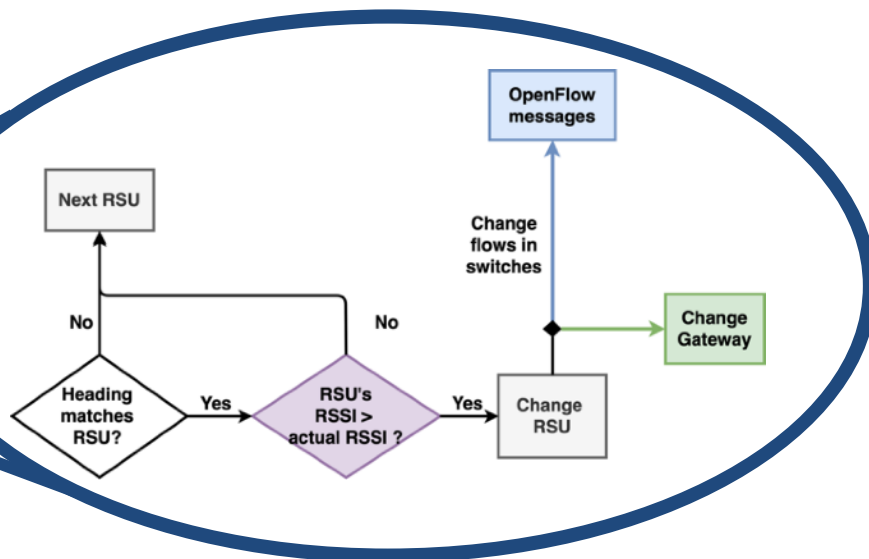 OpenFlow
messages
Next RSU
Change
flows in
switches
Change
Gateway
No
No
Heading
matches
RSU?
Yes
RSU's
RSSI >
actual RSSI ?
Yes
Change
RSU